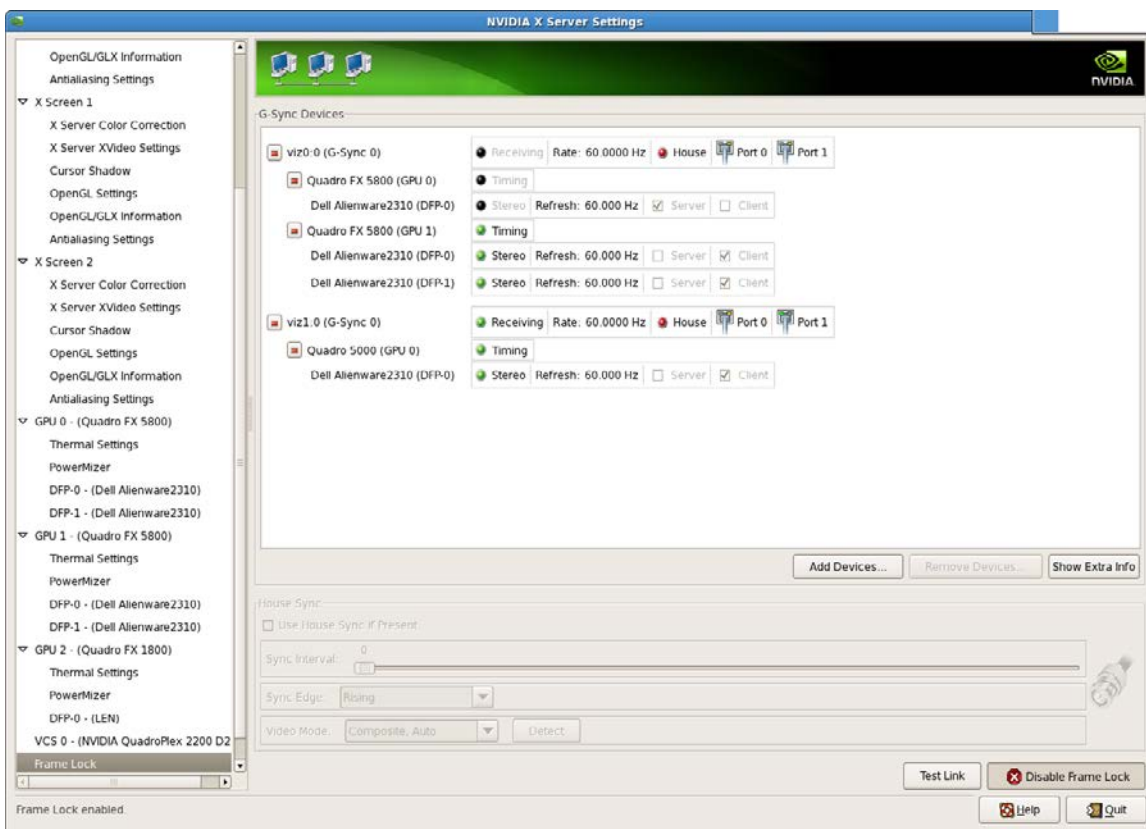 NVIDIA X Server Settings
OpenGL/GLX Information
Antialiasing Settings
X Screen 1
X Server Color Correction
X Server XVideo Settings
Cursor Shadow
OpenGL Settings
OpenGL/GLX Information
Antialiasing Settings
X Screen 2
X Server Color Correction
X Server XVideo Settings
Cursor Shadow
OpenGL Settings
OpenGL/GLX Information
Antialiasing Settings
GPU 0 - (Quadro FX 5800)
Thermal Settings
PowerMizer
DFP-0 - (Dell Alienware2310)
DFP-1 - (Dell Alienware2310)
GPU 1 - (Quadro FX 5800)
Thermal Settings
PowerMizer
DFP-0 - (Dell Alienware2310)
DFP-1 - (Dell Alienware2310)
GPU 2 - (Quadro FX 1800)
Thermal Settings
PowerMizer
DFP-0 - (LEN)
VCS 0 - (NVIDIA QuadroPlex 2200 D2
Frame Lock
NVIDIA
G-Sync Devices
viz0:0 (G-Sync 0) Receiving Rate: 60.0000 Hz House Port 0 Port 1
Quadro FX 5800 (GPU 0) Timing
Dell Alienware2310 (DFP-0) Stereo Refresh: 60.000 Hz Server Client
Quadro FX 5800 (GPU 1) Timing
Dell Alienware2310 (DFP-0) Stereo Refresh: 60.000 Hz Server Client
Dell Alienware2310 (DFP-1) Stereo Refresh: 60.000 Hz Server Client
viz1:0 (G-Sync 0) Receiving Rate: 60.0000 Hz House Port 0 Port 1
Quadro 5000 (GPU 0) Timing
Dell Alienware2310 (DFP-0) Stereo Refresh: 60.000 Hz Server Client
Add Devices... Remove Devices... Show Extra Info
House Sync
Use House Sync if Present
Sync Interval: 0
Sync Edge: Rising
Video Mode: Composite, Auto Detect
Test Link Disable Frame Lock
Frame Lock enabled. Help Quit